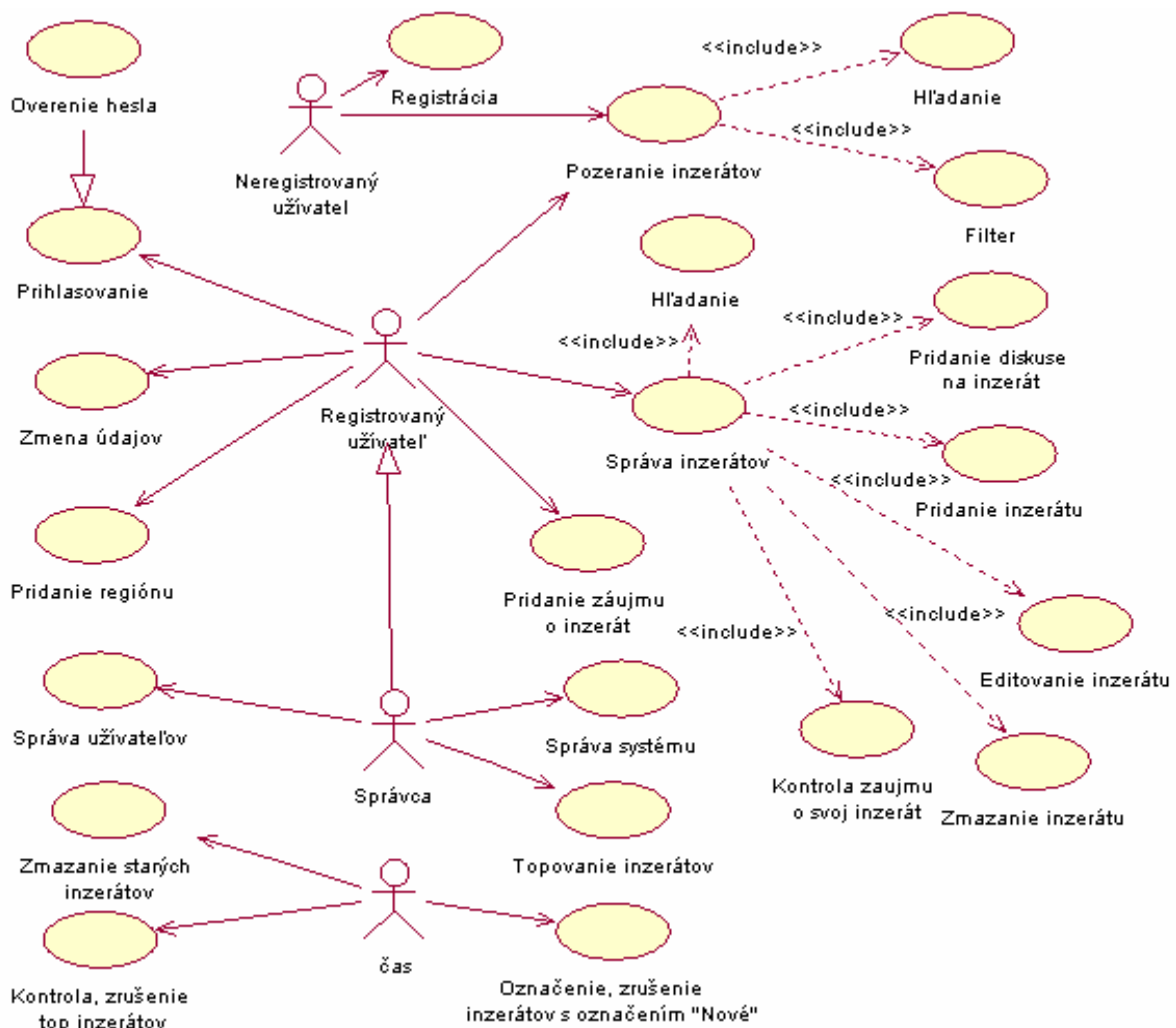 <<include>>
Overenie hesla
Registrácia
Hľadanie
<<include>>
Neregistrovaný
užívatel
Pozeranie inzerátov
Filter
Prihlasovanie
Hľadanie
<<include>>
<<include>>
Pridanie diskuse
na inzerát
Zmena údajov
Registrovaný
užívateľ
Správa inzerátov
<<include>>
<<include>>
Pridanie inzerátu
Pridanie regiónu
Pridanie záujmu
o inzerát
<<include>>
<<include>>
Editovanie inzerátu
Správa užívateľov
Správca
Správa systému
Kontrola zaujmu
o svoj inzerát
Zmazanie inzerátu
Zmazanie starých
inzerátov
Topovanie inzerátov
čas
Kontrola, zrušenie
top inzerátov
Označenie, zrušenie
inzerátov s označením "Nové"